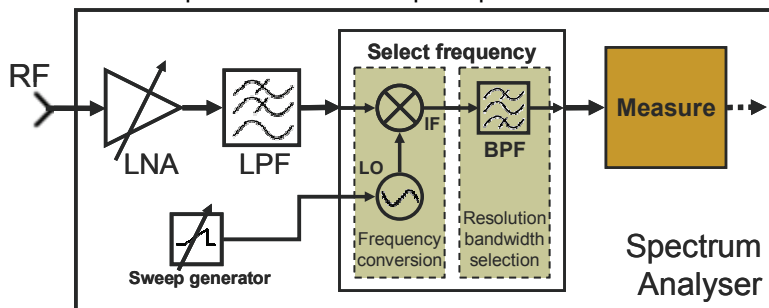 Select frequency
RF
LNA
LPF
IF
LO
BPF
Measure
Frequency
conversion
Resolution
bandwidth
selection
Sweep generator
Spectrum
Analyser